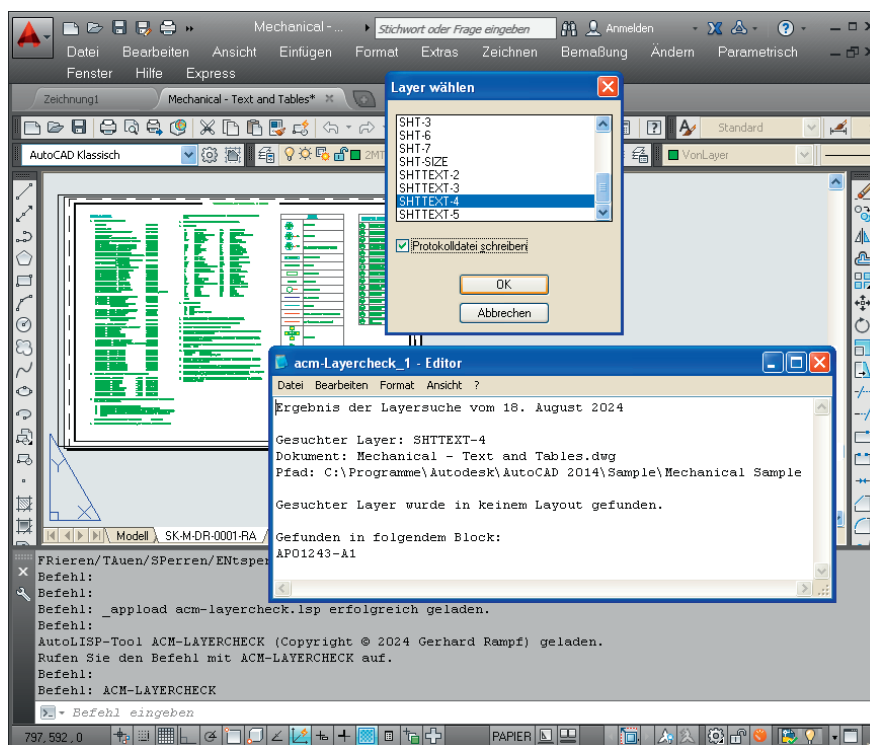 Mechanical -...
Stichwort oder Frage eingeben
Anmelden
Datei Bearbeiten Ansicht Einfügen Format Extras Zeichnen Bemaßung Ändern Parametrisch
Fenster Hilfe Express
Zeichnung1
Mechanical - Text and Tables*
Standard
AutoCAD Klassisch
VonLayer
Layer wählen
SHT-3
SHT-6
SHT-7
SHT-SIZE
SHTTEXT-2
SHTTEXT-3
SHTTEXT-4
SHTTEXT-5
Protokolldatei schreiben
OK
Abbrechen
acm-Layercheck_1 - Editor
Datei Bearbeiten Format Ansicht ?
Ergebnis der Layersuche vom 18. August 2024
Gesuchter Layer: SHTTEXT-4
Dokument: Mechanical - Text and Tables.dwg
Pfad: C:\Programme\Autodesk\AutoCAD 2014\Sample\Mechanical Sample
Gesuchter Layer wurde in keinem Layout gefunden.
Gefunden in folgendem Block:
APO1243-A1
Y
X
Modell SK-M-DR-0001-RA
FRieren/TAuen/SPerren/ENtsper
Befehl:
Befehl:
Befehl: _appload acm-layercheck.lsp erfolgreich geladen.
Befehl:
AutoLISP-Tool ACM-LAYERCHECK (Copyright © 2024 Gerhard Rampf) geladen.
Rufen Sie den Befehl mit ACM-LAYERCHECK auf.
Befehl:
Befehl: ACM-LAYERCHECK
Befehl eingeben
797, 592, 0
PAPIER